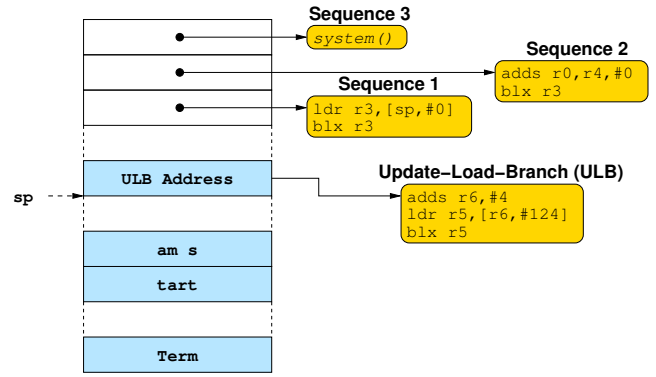 Sequence 3
system()
Sequence 2
adds r0,r4,#0
blx r3
Sequence 1
ldr r3,[sp,#0]
blx r3
ULB Address
Update−Load−Branch (ULB)
sp
adds r6,#4
ldr r5,[r6,#124]
blx r5
am s
tart
Term